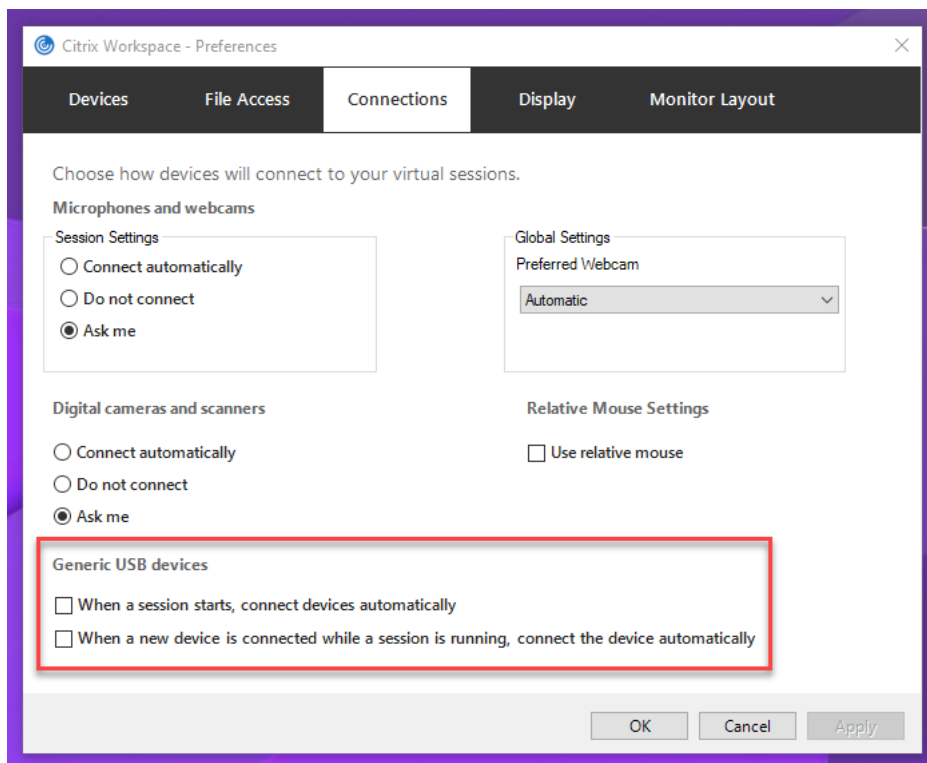 Citrix Workspace - Preferences
Devices File Access Connections Display Monitor Layout
Choose how devices will connect to your virtual sessions.
Microphones and webcams
Session Settings
Connect automatically
Do not connect
Ask me
Global Settings
Preferred Webcam
Automatic
Digital cameras and scanners
Connect automatically
Do not connect
Ask me
Relative Mouse Settings
Use relative mouse
Generic USB devices
When a session starts, connect devices automatically
When a new device is connected while a session is running, connect the device automatically
OK Cancel Apply